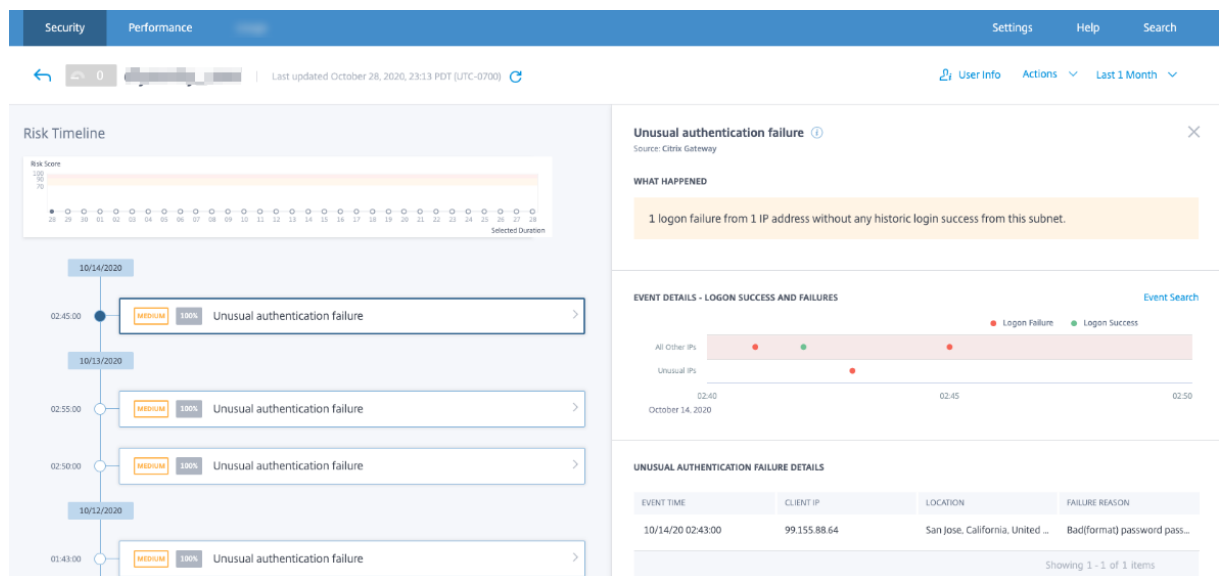 Security Performance Settings Help Search
0 Last updated October 28, 2020, 23:13 PDT (UTC-0700) User Info Actions Last 1 Month
Risk Timeline
Risk Score
100
90
70
29 29 30 01 02 03 04 05 06 07 08 09 10 11 12 13 14 15 16 17 18 19 20 21 22 23 24 25 26 27 28
Selected Duration
10/14/2020
02:45:00 MEDIUM 100% Unusual authentication failure
10/13/2020
02:55:00 MEDIUM 100% Unusual authentication failure
02:50:00 MEDIUM 100% Unusual authentication failure
10/12/2020
01:43:00 MEDIUM 100% Unusual authentication failure
Unusual authentication failure
Source: Citrix Gateway
WHAT HAPPENED
1 logon failure from 1 IP address without any historic login success from this subnet.
EVENT DETAILS - LOGON SUCCESS AND FAILURES Event Search
Logon Failure Logon Success
All Other IPs
Unusual IPs
02:40 02:45 02:50
October 14, 2020
UNUSUAL AUTHENTICATION FAILURE DETAILS
EVENT TIME CLIENT IP LOCATION FAILURE REASON
10/14/20 02:43:00 99.155.88.64 San Jose, California, United ... Bad(format) password pass...
Showing 1 - 1 of 1 items